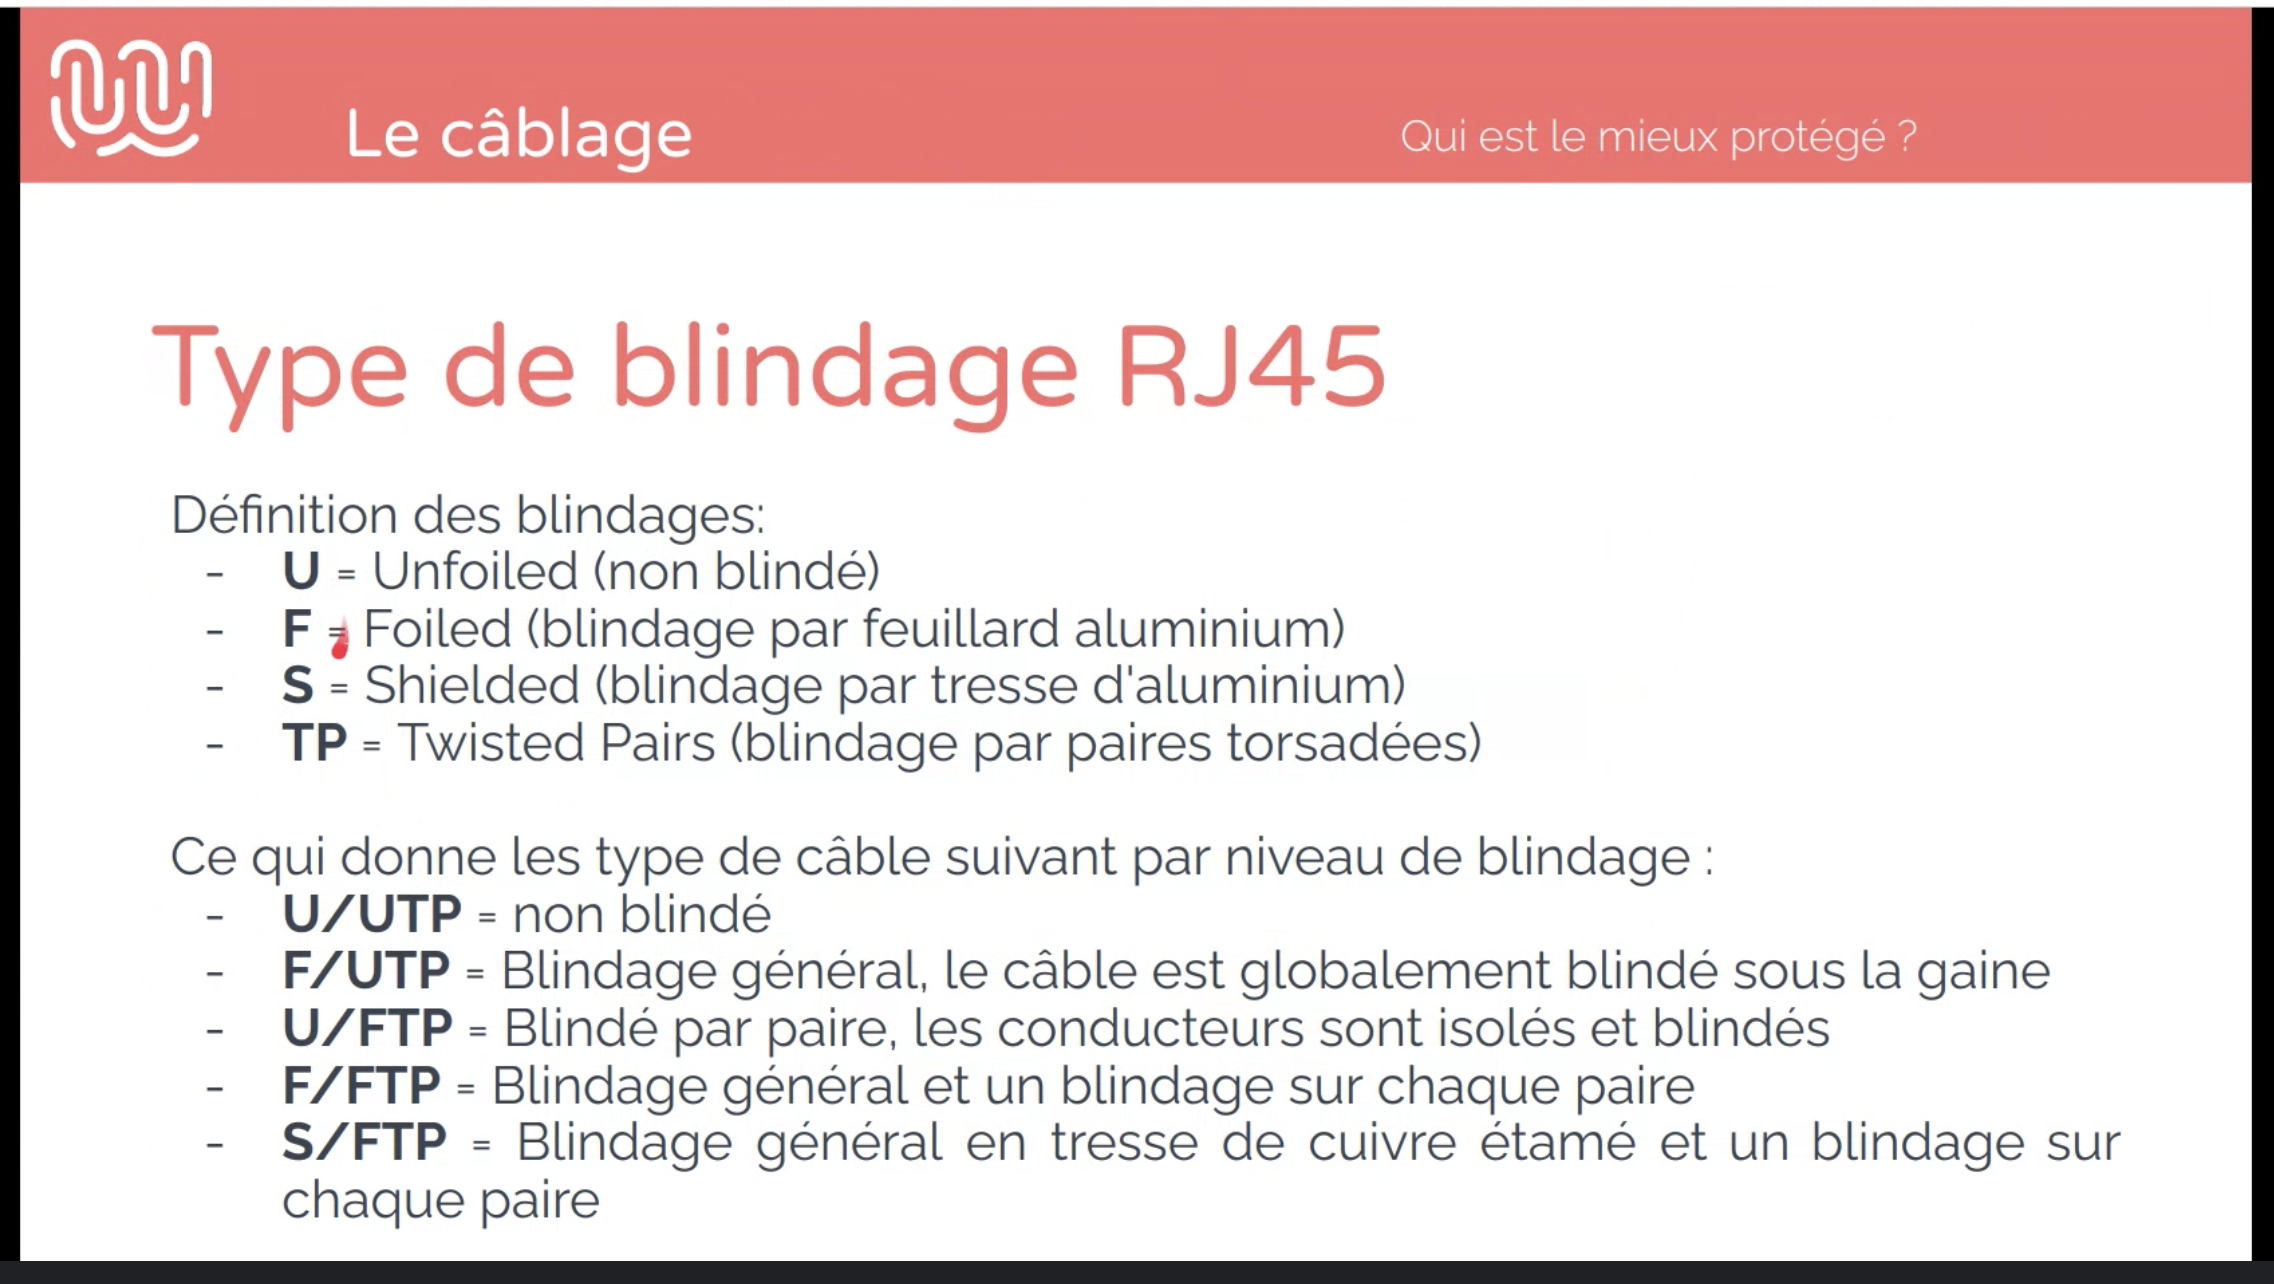 Le câblage
Qui est le mieux protégé ?
Type de blindage RJ45
Définition des blindages:
- U = Unfoiled (non blindé)
- F = Foiled (blindage par feuillard aluminium)
- S = Shielded (blindage par tresse d'aluminium)
- TP = Twisted Pairs (blindage par paires torsadées)
Ce qui donne les type de câble suivant par niveau de blindage :
- U/UTP = non blindé
- F/UTP = Blindage général, le câble est globalement blindé sous la gaine
- U/FTP = Blindé par paire, les conducteurs sont isolés et blindés
- F/FTP = Blindage général et un blindage sur chaque paire
- S/FTP = Blindage général en tresse de cuivre étamé et un blindage sur
chaque paire